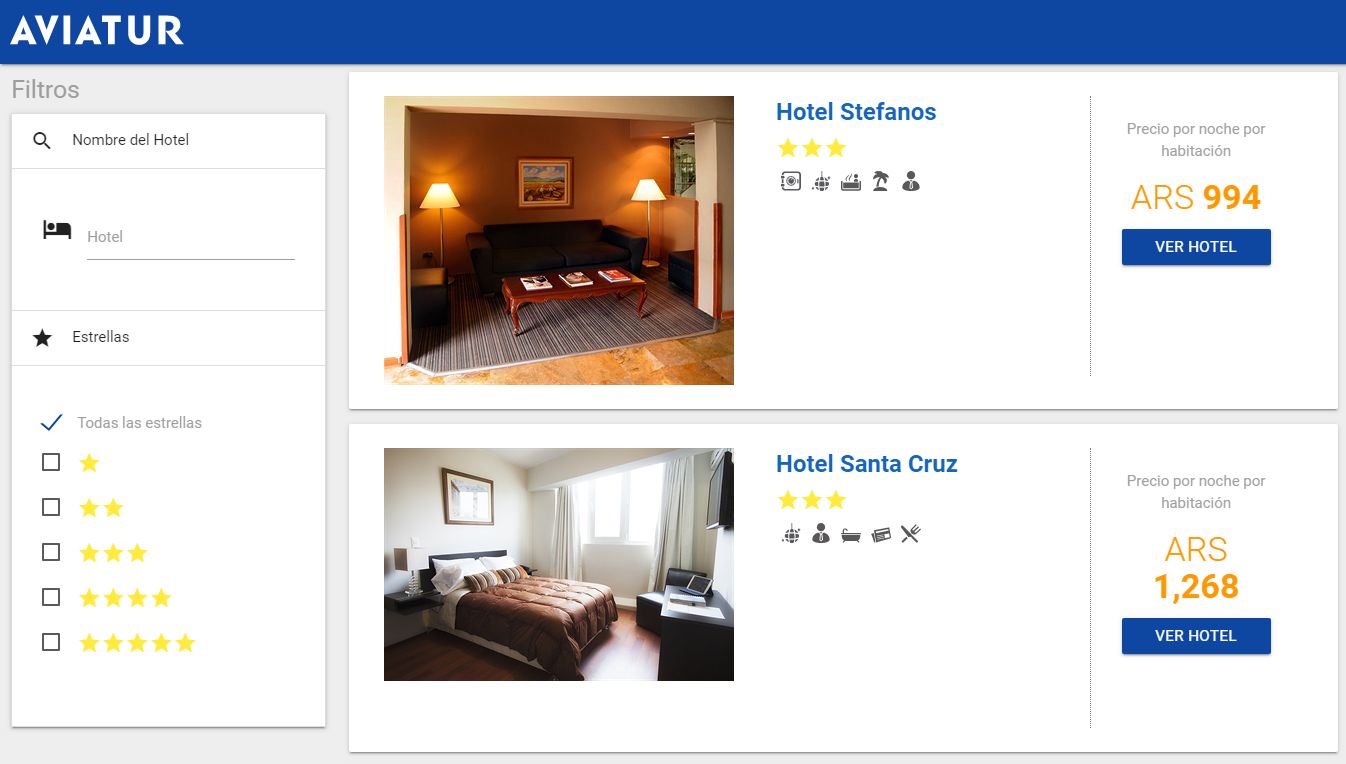 AVIATUR
Filtros
Nombre del Hotel
Hotel
Estrellas
Todas las estrellas
Hotel Stefanos
Precio por noche por
habitación
ARS 994
VER HOTEL
Hotel Santa Cruz
Precio por noche por
habitación
ARS
1,268
VER HOTEL